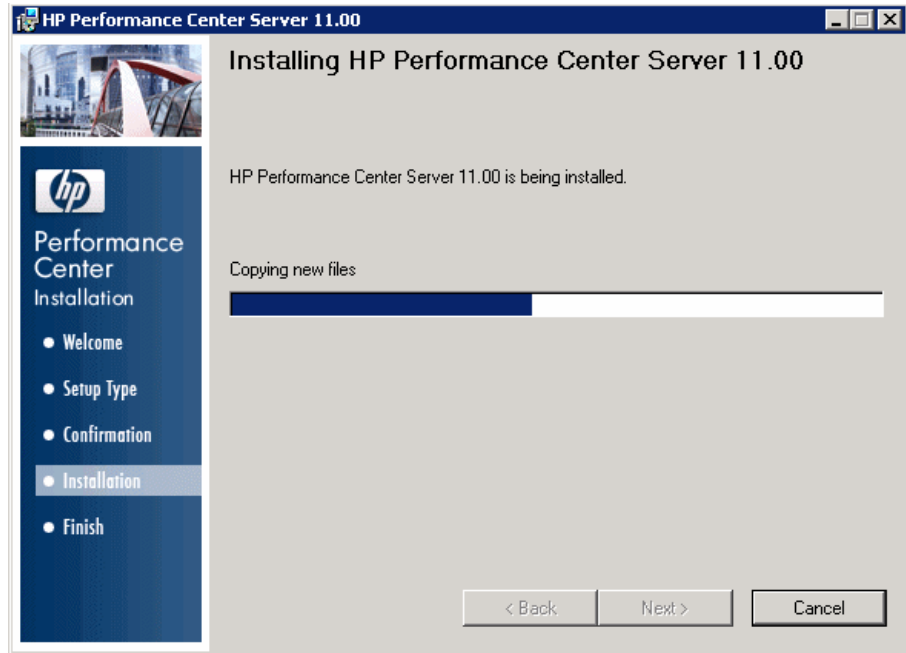 HP Performance Center Server 11.00
Installing HP Performance Center Server 11.00
hp
Performance
Center
Installation
Welcome
Setup Type
Confirmation
Installation
Finish
HP Performance Center Server 11.00 is being installed.
Copying new files
< Back
Next >
Cancel